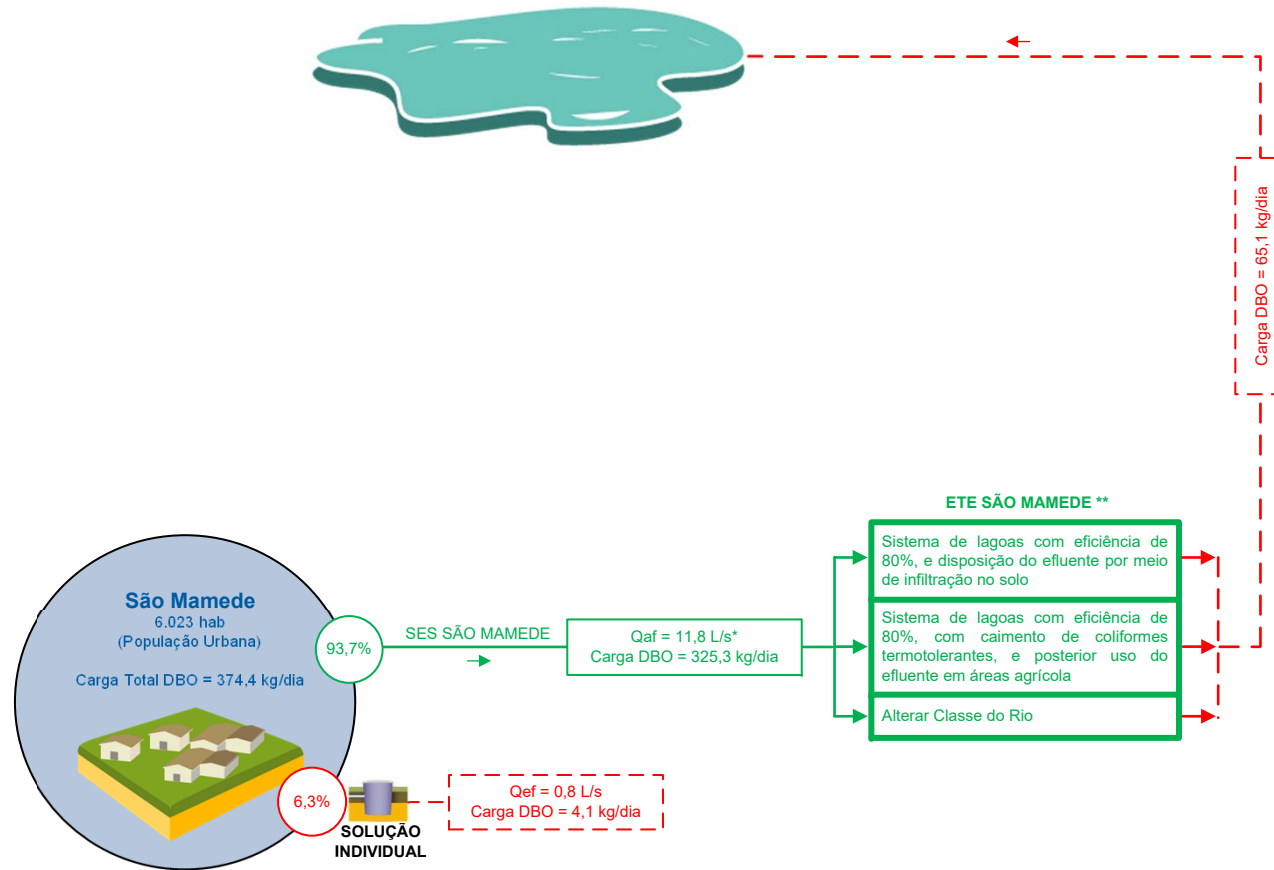 Carga DBO = 65,1 kg/dia
ETE SÃO MAMEDE **
Sistema de lagoas com eficiência de
80%, e disposição do efluente por meio
de infiltração no solo
São Mamede
6.023 hab
(População Urbana)
Carga Total DBO = 374,4 kg/dia
93,7%
SES SÃO MAMEDE
Qaf = 11,8 L/s*
Carga DBO = 325,3 kg/dia
Sistema de lagoas com eficiência de
80%, com caimento de coliformes
termotolerantes, e posterior uso do
efluente em áreas agrícola
Alterar Classe do Rio
6,3%
SOLUÇÃO
INDIVIDUAL
Qef = 0,8 L/s
Carga DBO = 4,1 kg/dia